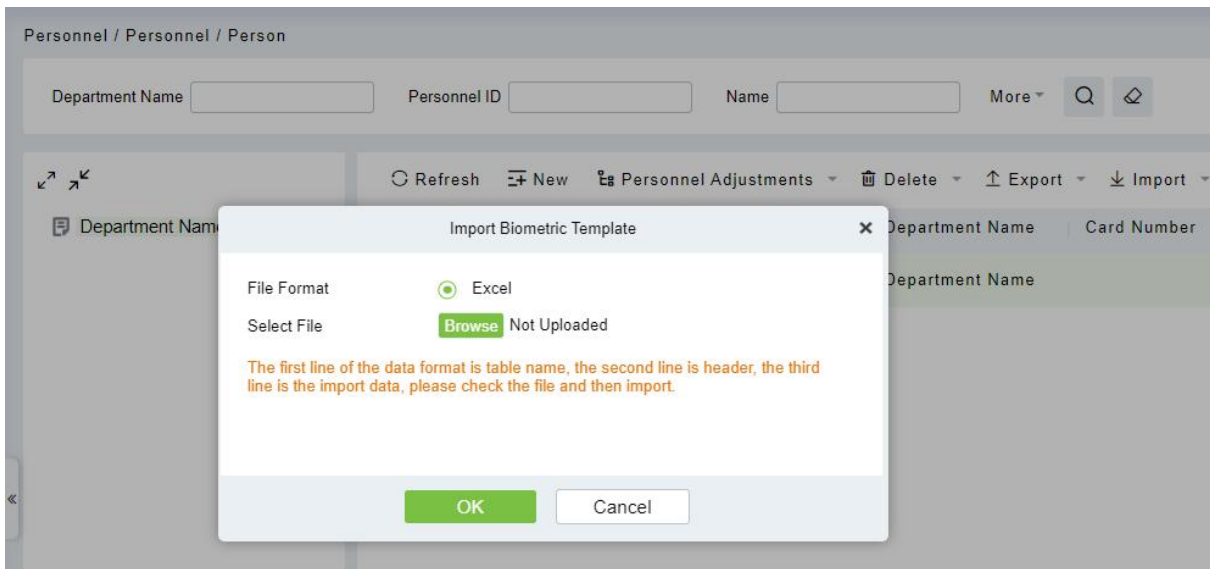 Personnel / Personnel / Person
Department Name Personnel ID Name More
Refresh New Personnel Adjustments Delete Export Import
Department Name
Import Biometric Template
Department Name Card Number
Department Name
File Format Excel
Select File Browse Not Uploaded
The first line of the data format is table name, the second line is header, the third
line is the import data, please check the file and then import.
OK Cancel